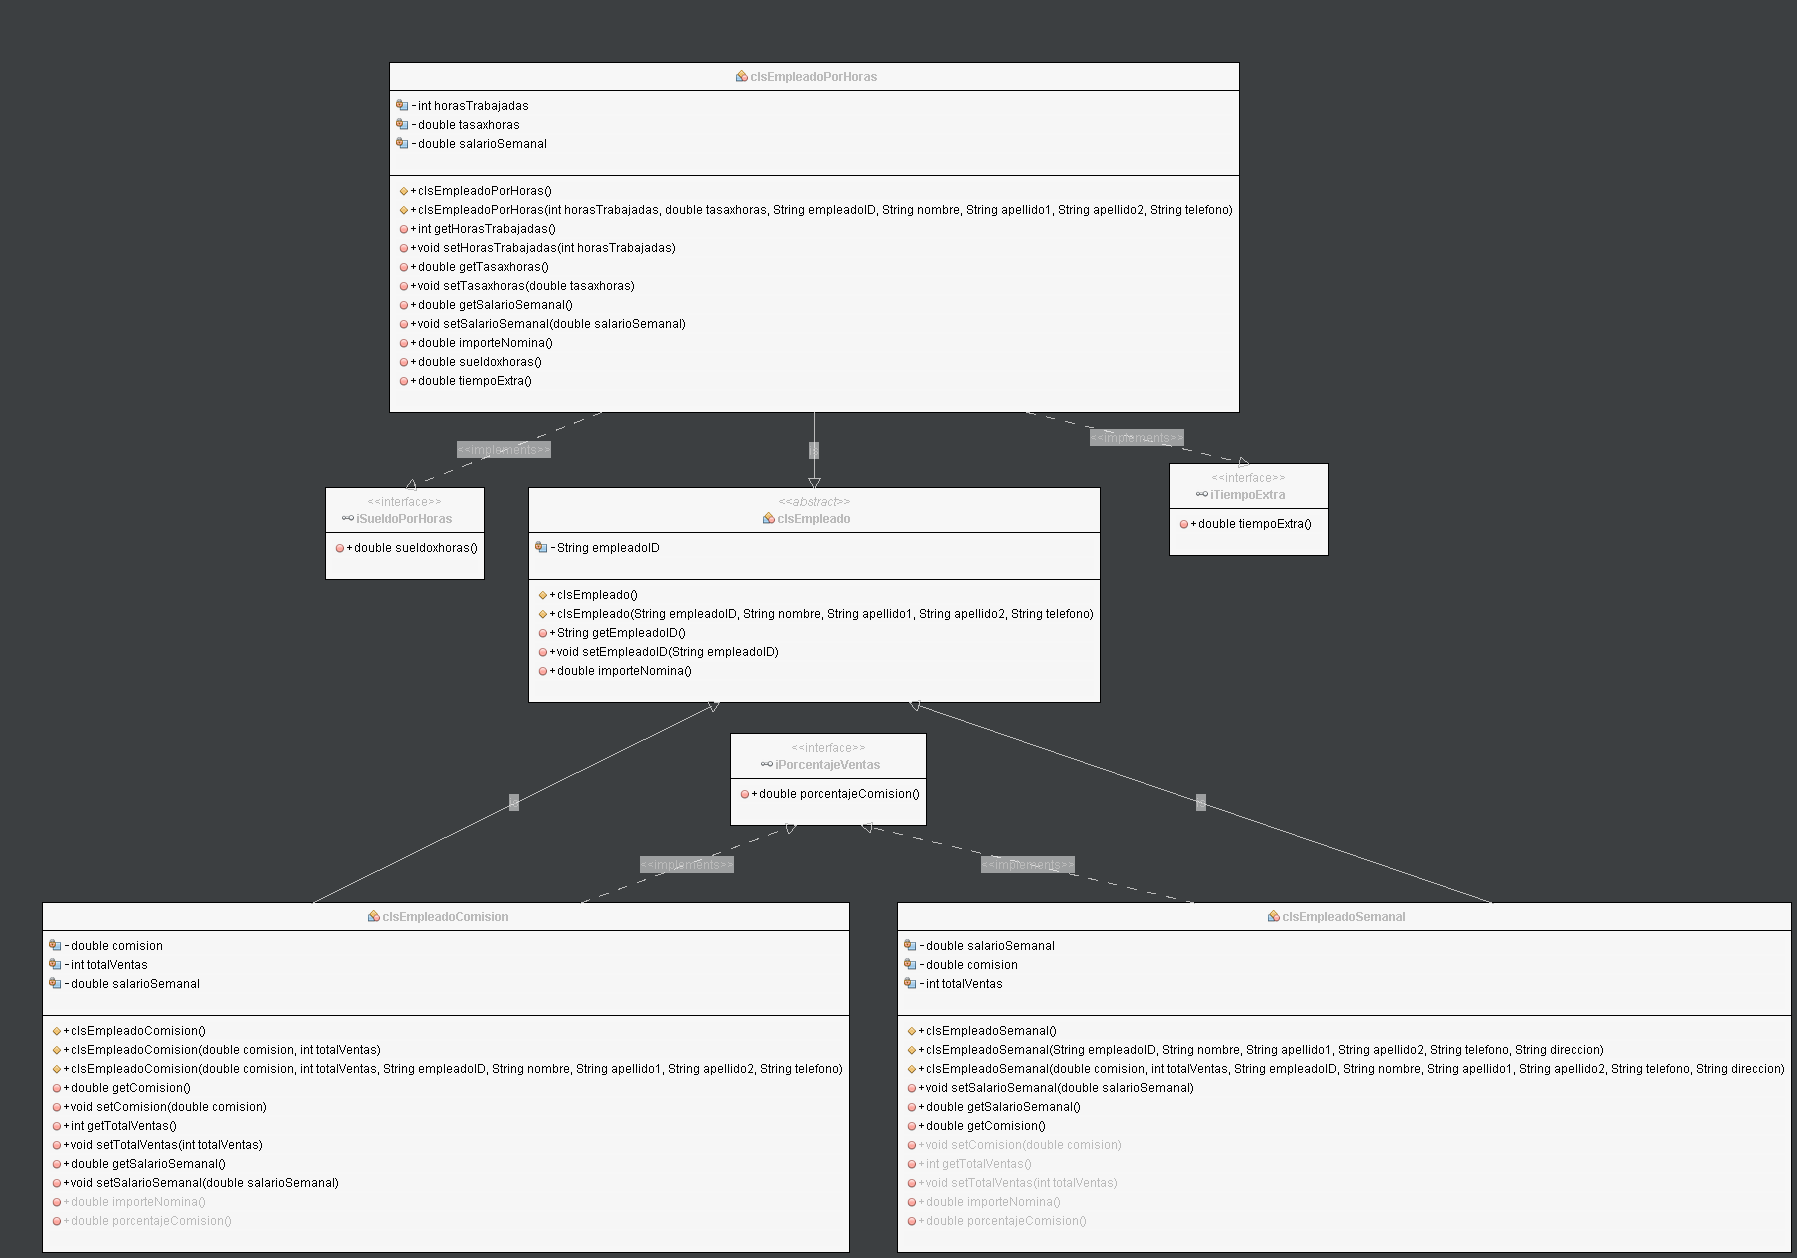 clsEmpleadoPorHoras
- int horasTrabajadas
- double tasaxhoras
- double salarioSemanal
+ clsEmpleadoPorHoras()
+ clsEmpleadoPorHoras(int horasTrabajadas, double tasaxhoras, String empleadoID, String nombre, String apellido1, String apellido2, String telefono)
+ int getHorasTrabajadas()
+ void setHorasTrabajadas(int horasTrabajadas)
+ double getTasaxhoras()
+ void setTasaxhoras(double tasaxhoras)
+ double getSalarioSemanal()
+ void setSalarioSemanal(double salarioSemanal)
+ double importeNomina()
+ double sueldoxhoras()
+ double tiempoExtra()
<<implements>>
<<implements>>
<<interface>>
iSueldoPorHoras
+ double sueldoxhoras()
<<abstract>>
clsEmpleado
- String empleadoID
+ clsEmpleado()
+ clsEmpleado(String empleadoID, String nombre, String apellido1, String apellido2, String telefono)
+ String getEmpleadoID()
+ void setEmpleadoID(String empleadoID)
+ double importeNomina()
<<interface>>
iTiempoExtra
+ double tiempoExtra()
<<interface>>
iPorcentajeVentas
+ double porcentajeComision()
<<implements>>
<<implements>>
clsEmpleadoComision
- double comision
- int totalVentas
- double salarioSemanal
+ clsEmpleadoComision()
+ clsEmpleadoComision(double comision, int totalVentas)
+ clsEmpleadoComision(double comision, int totalVentas, String empleadoID, String nombre, String apellido1, String apellido2, String telefono)
+ double getComision()
+ void setComision(double comision)
+ int getTotalVentas()
+ void setTotalVentas(int totalVentas)
+ double getSalarioSemanal()
+ void setSalarioSemanal(double salarioSemanal)
+ double importeNomina()
+ double porcentajeComision()
clsEmpleadoSemanal
- double salarioSemanal
- double comision
- int totalVentas
+ clsEmpleadoSemanal()
+ clsEmpleadoSemanal(String empleadoID, String nombre, String apellido1, String apellido2, String telefono, String direccion)
+ clsEmpleadoSemanal(double comision, int totalVentas, String empleadoID, String nombre, String apellido1, String apellido2, String telefono, String direccion)
+ void setSalarioSemanal(double salarioSemanal)
+ double getSalarioSemanal()
+ double getComision()
+ void setComision(double comision)
+ int getTotalVentas()
+ void setTotalVentas(int totalVentas)
+ double importeNomina()
+ double porcentajeComision()